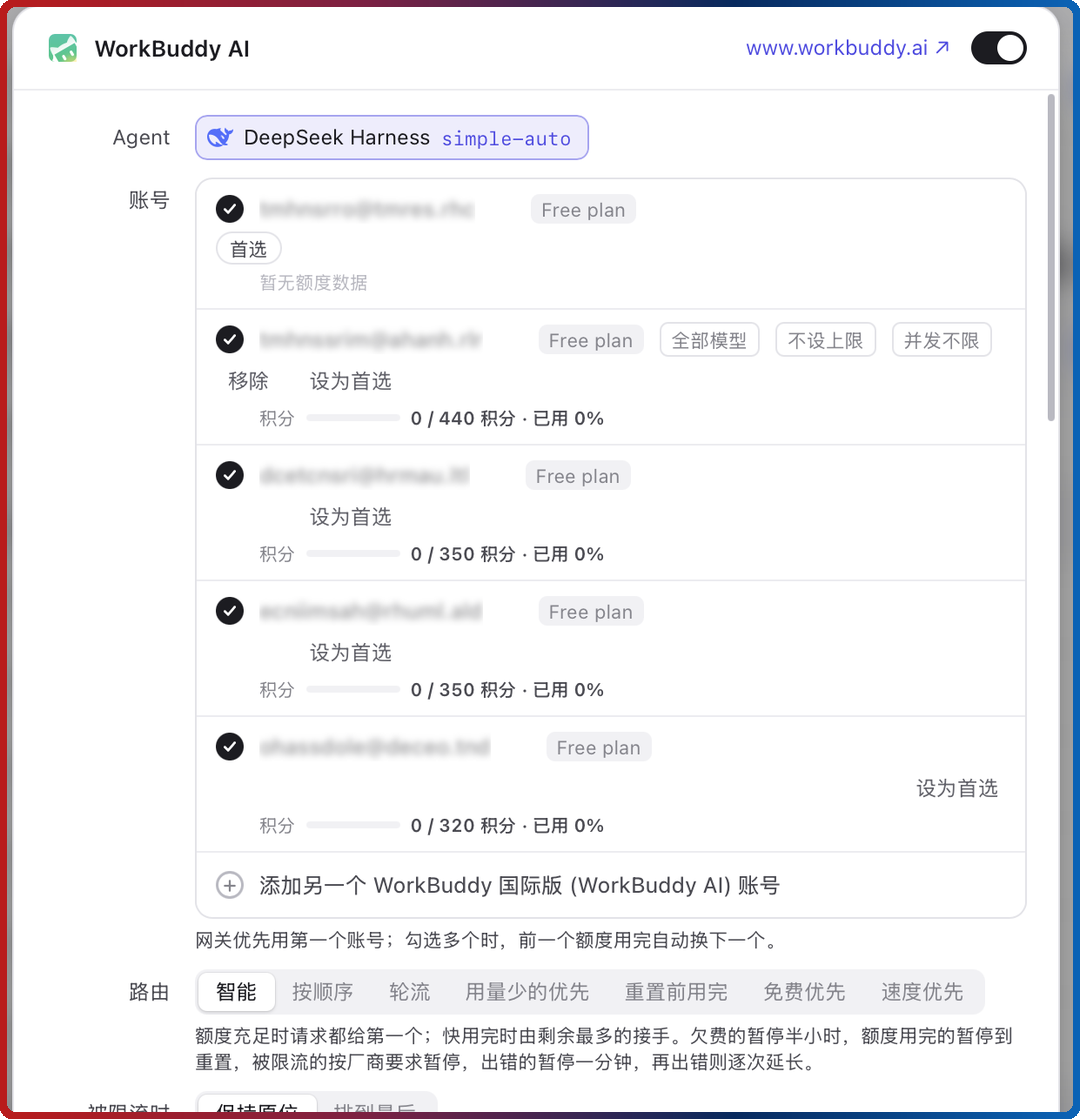 WorkBuddy AI
www.workbuddy.ai ↗
Agent
DeepSeek Harness simple-auto
账号
Free plan
首选
暂无额度数据
Free plan 全部模型 不设上限 并发不限
移除 设为首选
积分 0 / 440 积分 · 已用 0%
Free plan
设为首选
积分 0 / 350 积分 · 已用 0%
Free plan
设为首选
积分 0 / 350 积分 · 已用 0%
Free plan
设为首选
积分 0 / 320 积分 · 已用 0%
添加另一个 WorkBuddy 国际版 (WorkBuddy AI) 账号
网关优先用第一个账号；勾选多个时，前一个额度用完自动换下一个。
路由 智能 按顺序 轮流 用量少的优先 重置前用完 免费优先 速度优先
额度充足时请求都给第一个；快用完时由剩余最多的接手。欠费的暂停半小时，额度用完的暂停到
重置，被限流的按厂商要求暂停，出错的暂停一分钟，再出错则逐次延长。
被限流时 保持原位 排到最后